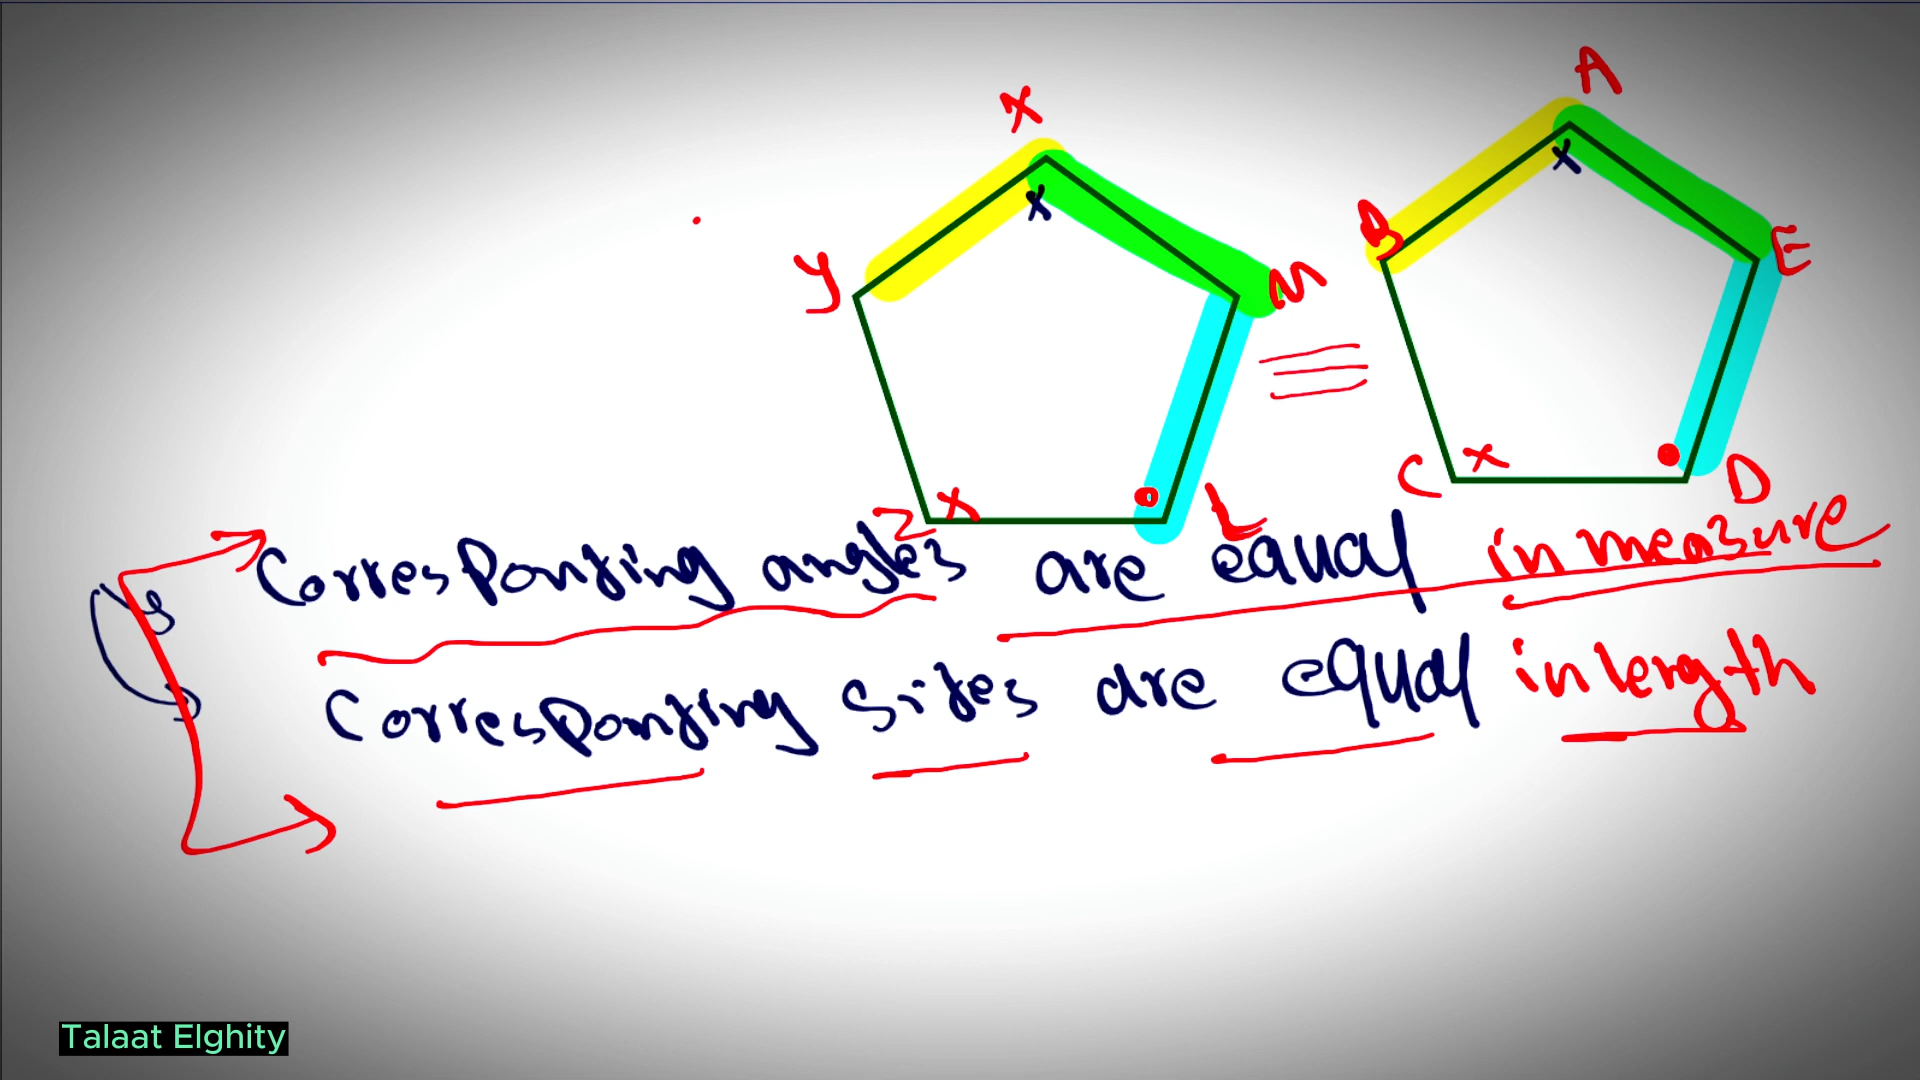 X
A
x
x
B
Y
M
E
≡
C x
D
Z x
L
Corresponding angles are equal in measure
Corresponding sides are equal in length
Talaat Elghity